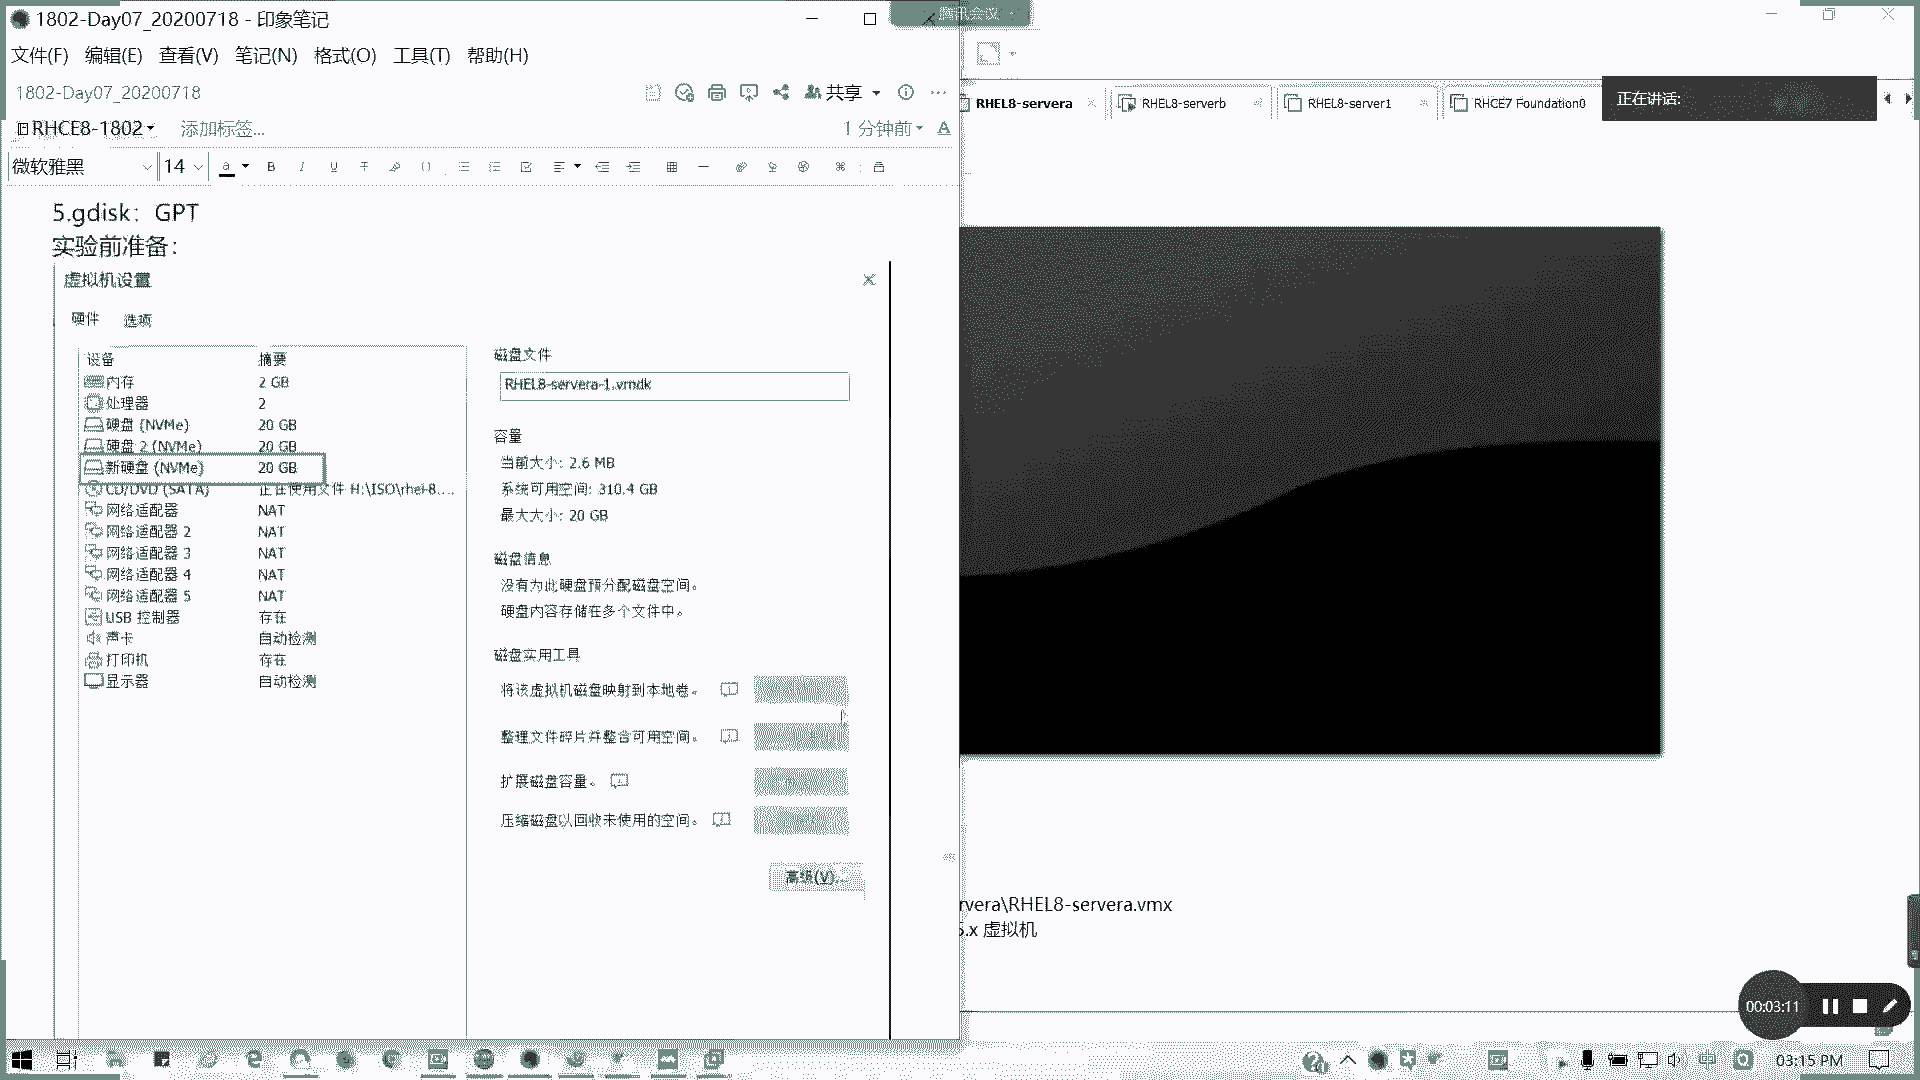 1802-Day07_20200718 - 印象笔记
腾讯会议
文件(F) 编辑(E) 查看(V) 笔记(N) 格式(O) 工具(T) 帮助(H)
1802-Day07_20200718
共享
RHCE8-1802
添加标签...
1 分钟前
微软雅黑
14
RHEL8-servera
RHEL8-serverb
RHEL8-server1
RHCE7 Foundation0
正在讲话:
5.gdisk：GPT
实验前准备：
虚拟机设置
硬件 选项
设备 摘要
内存 2 GB
处理器 2
硬盘 (NVMe) 20 GB
硬盘 2 (NVMe) 20 GB
新硬盘 (NVMe) 20 GB
CD/DVD (SATA) 正在使用文件 H:\ISO\rhel-8....
网络适配器 NAT
网络适配器 2 NAT
网络适配器 3 NAT
网络适配器 4 NAT
网络适配器 5 NAT
USB 控制器 存在
声卡 自动检测
打印机 存在
显示器 自动检测
磁盘文件
RHEL8-servera-1.vmdk
容量
当前大小: 2.6 MB
系统可用空间: 310.4 GB
最大大小: 20 GB
磁盘信息
没有为此硬盘预分配磁盘空间。
硬盘内容存储在多个文件中。
磁盘实用工具
将该虚拟机磁盘映射到本地卷。
整理文件碎片并整合可用空间。
扩展磁盘容量。
压缩磁盘以回收未使用的空间。
高级(V)...
rvera\RHEL8-servera.vmx
.x 虚拟机
00:03:11
03:15 PM